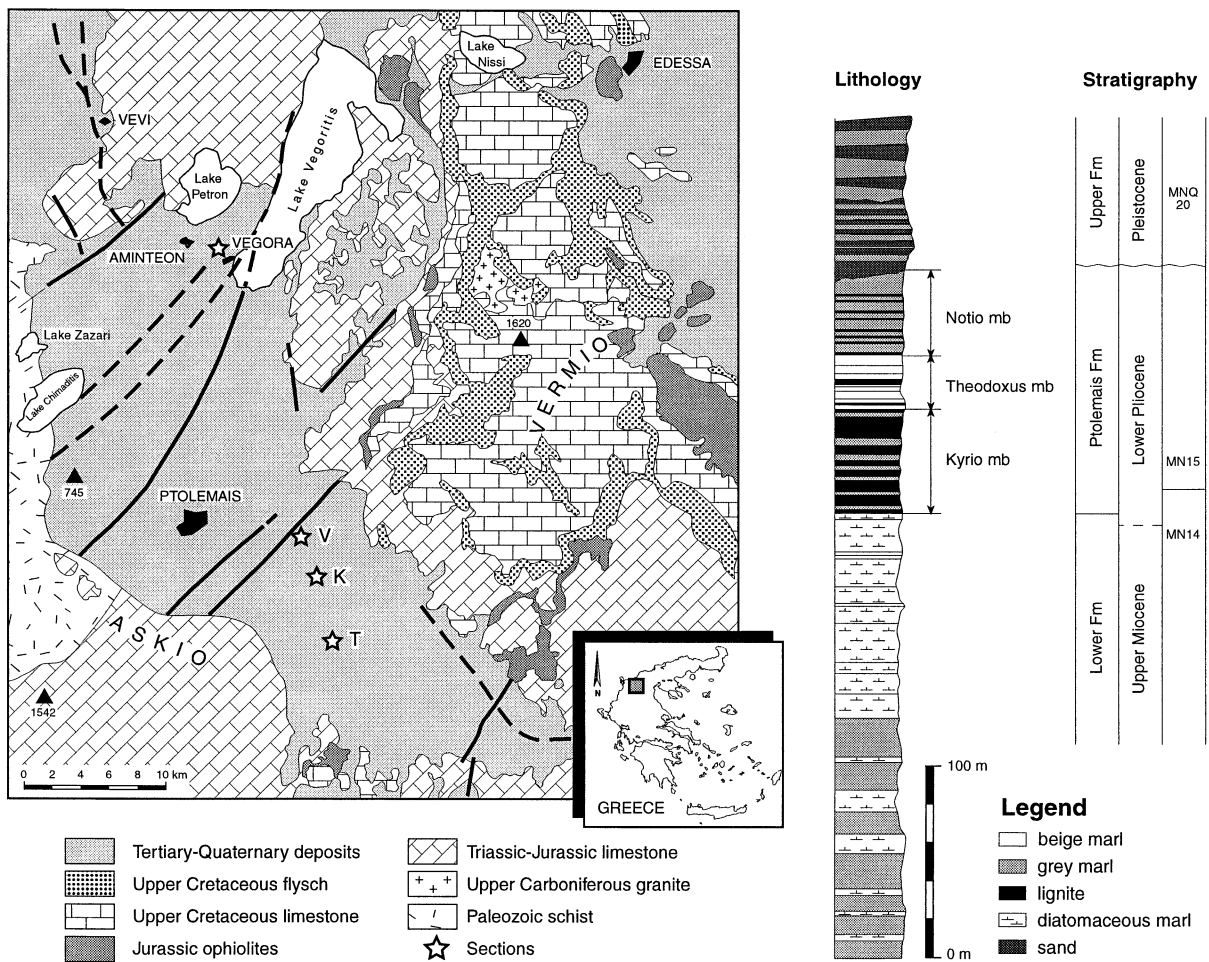 Lake
Nissi
EDESSA
VEVI
Lake Vegoritis
Lake
Petron
VEGORA
AMINTEON
Lake Zazari
Lake Chimaditis
1620
VERMIO
745
PTOLEMAIS
V
K
T
ASKIO
1542
0 2 4 6 8 10 km
N
GREECE
Tertiary-Quaternary deposits
Upper Cretaceous flysch
Upper Cretaceous limestone
Jurassic ophiolites
Triassic-Jurassic limestone
Upper Carboniferous granite
Paleozoic schist
Sections
Lithology
Stratigraphy
Notio mb
Theodoxus mb
Kyrio mb
Upper Fm
Ptolemais Fm
Lower Fm
Pleistocene
Lower Pliocene
Upper Miocene
MNQ
20
MN15
MN14
100 m
0 m
Legend
beige marl
grey marl
lignite
diatomaceous marl
sand